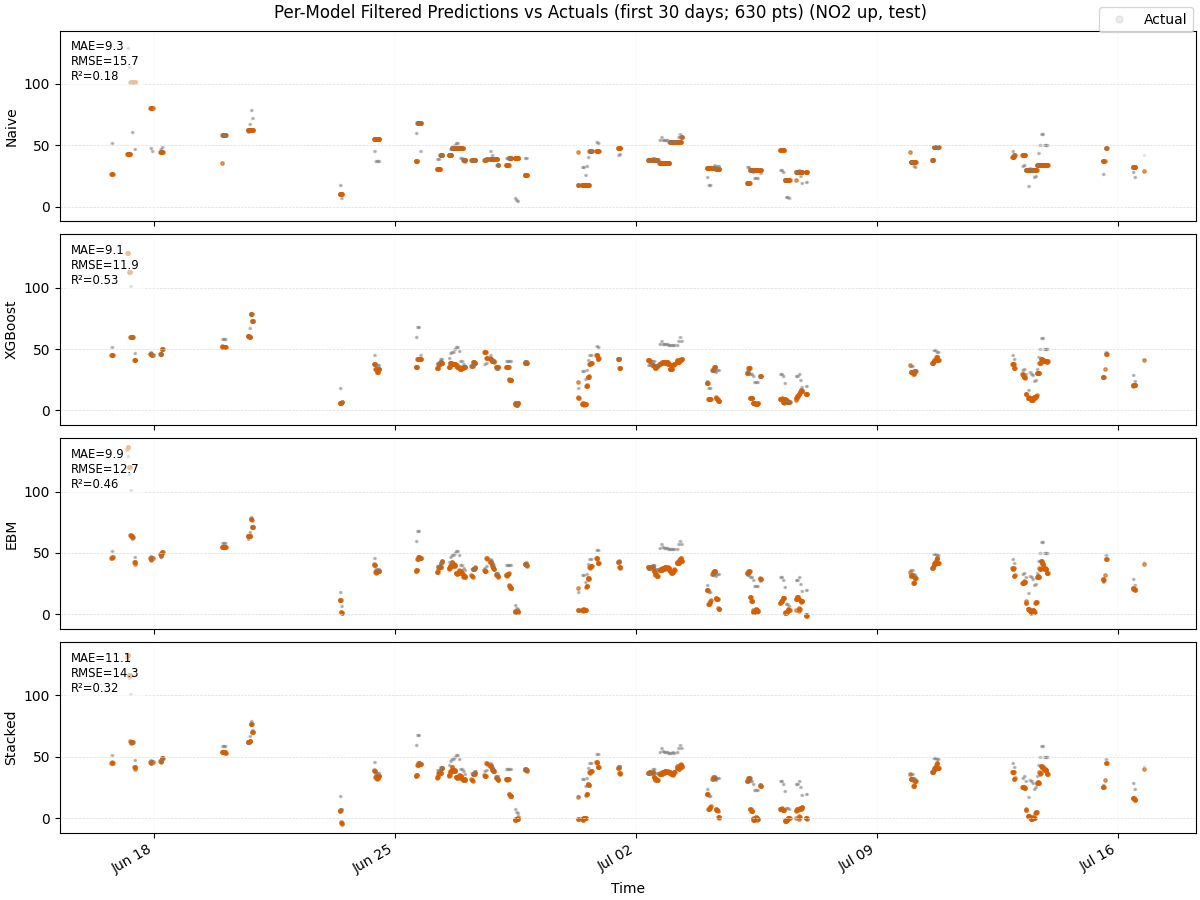 Per-Model Filtered Predictions vs Actuals (first 30 days; 630 pts) (NO2 up, test)
Actual
MAE=9.3
RMSE=15.7
R²=0.18
100
50
0
Naive
MAE=9.1
RMSE=11.9
R²=0.53
100
50
0
XGBoost
MAE=9.9
RMSE=12.7
R²=0.46
100
50
0
EBM
MAE=11.1
RMSE=14.3
R²=0.32
100
50
0
Stacked
Jun 18
Jun 25
Jul 02
Jul 09
Jul 16
Time